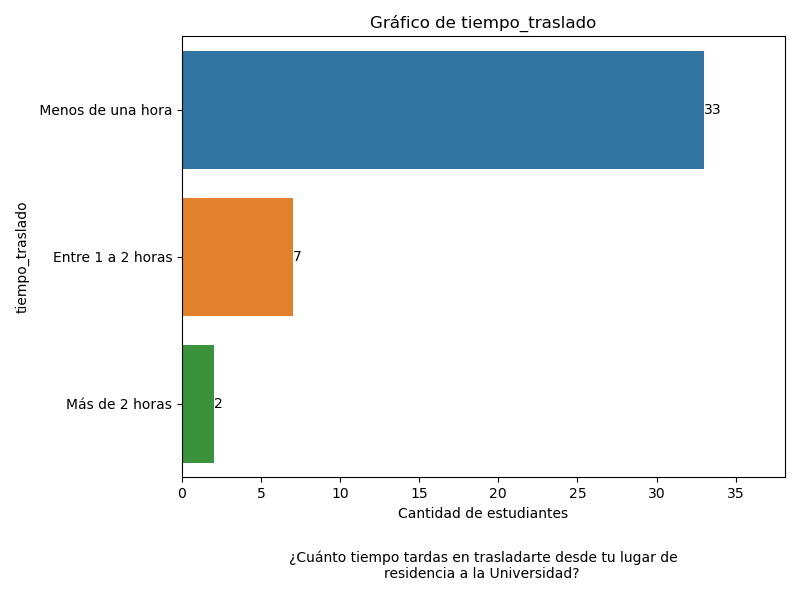 Gráfico de tiempo_traslado
Menos de una hora
33
Entre 1 a 2 horas
7
Más de 2 horas
2
tiempo_traslado
0 5 10 15 20 25 30 35
Cantidad de estudiantes
¿Cuánto tiempo tardas en trasladarte desde tu lugar de
residencia a la Universidad?